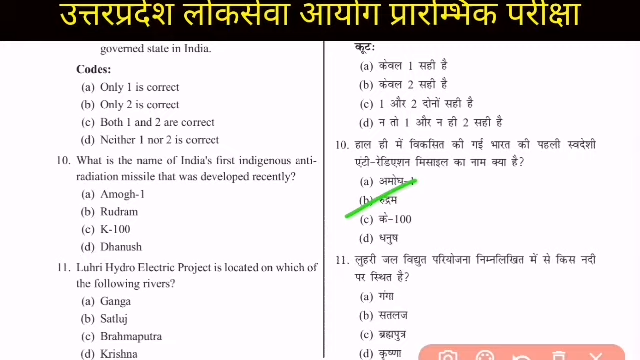 उत्तरप्रदेश लोकसेवा आयोग प्रारम्भिक परीक्षा
governed state in India.
Codes:
(a) Only 1 is correct
(b) Only 2 is correct
(c) Both 1 and 2 are correct
(d) Neither 1 nor 2 is correct
10. What is the name of India's first indigenous anti-
radiation missile that was developed recently?
(a) Amogh-1
(b) Rudram
(c) K-100
(d) Dhanush
11. Luhri Hydro Electric Project is located on which of
the following rivers?
(a) Ganga
(b) Satluj
(c) Brahmaputra
(d) Krishna
कूटः
(a) केवल 1 सही है
(b) केवल 2 सही है
(c) 1 और 2 दोनों सही है
(d) न तो 1 और न ही 2 सही है
10. हाल ही में विकसित की गई भारत की पहली स्वदेशी
एंटी-रेडिएशन मिसाइल का नाम क्या है?
(a) अमोघ-1
(b) रुद्रम
(c) के-100
(d) धनुष
11. लुहरी जल विद्युत परियोजना निम्नलिखित में से किस नदी
पर स्थित है?
(a) गंगा
(b) सतलज
(c) ब्रह्मपुत्र
(d) कृष्णा